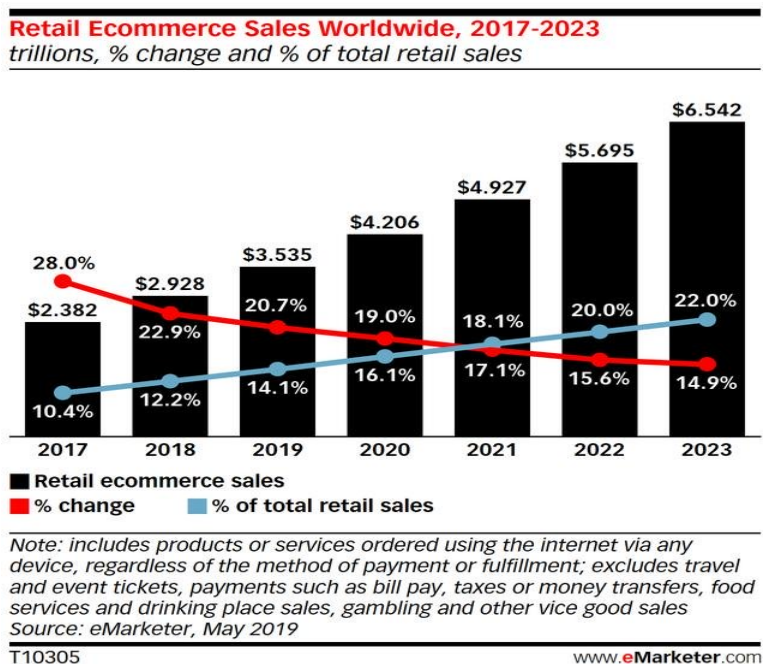 Retail Ecommerce Sales Worldwide, 2017-2023
trillions, % change and % of total retail sales
$6.542
$5.695
$4.927
$4.206
$3.535
28.0%
$2.928
$2.382
20.7%
19.0%
18.1%
20.0%
22.0%
22.9%
10.4%
12.2%
14.1%
16.1%
17.1%
15.6%
14.9%
2017 2018 2019 2020 2021 2022 2023
Retail ecommerce sales
% change % of total retail sales
Note: includes products or services ordered using the internet via any
device, regardless of the method of payment or fulfillment; excludes travel
and event tickets, payments such as bill pay, taxes or money transfers, food
services and drinking place sales, gambling and other vice good sales
Source: eMarketer, May 2019
T10305 www.eMarketer.com